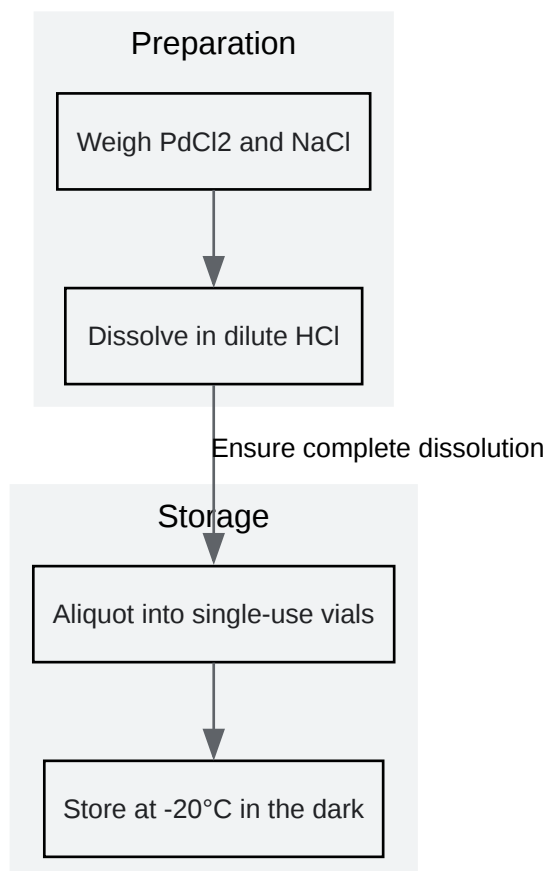 Preparation
Weigh PdCl2 and NaCl
Dissolve in dilute HCl
Ensure complete dissolution
Storage
Aliquot into single-use vials
Store at -20°C in the dark